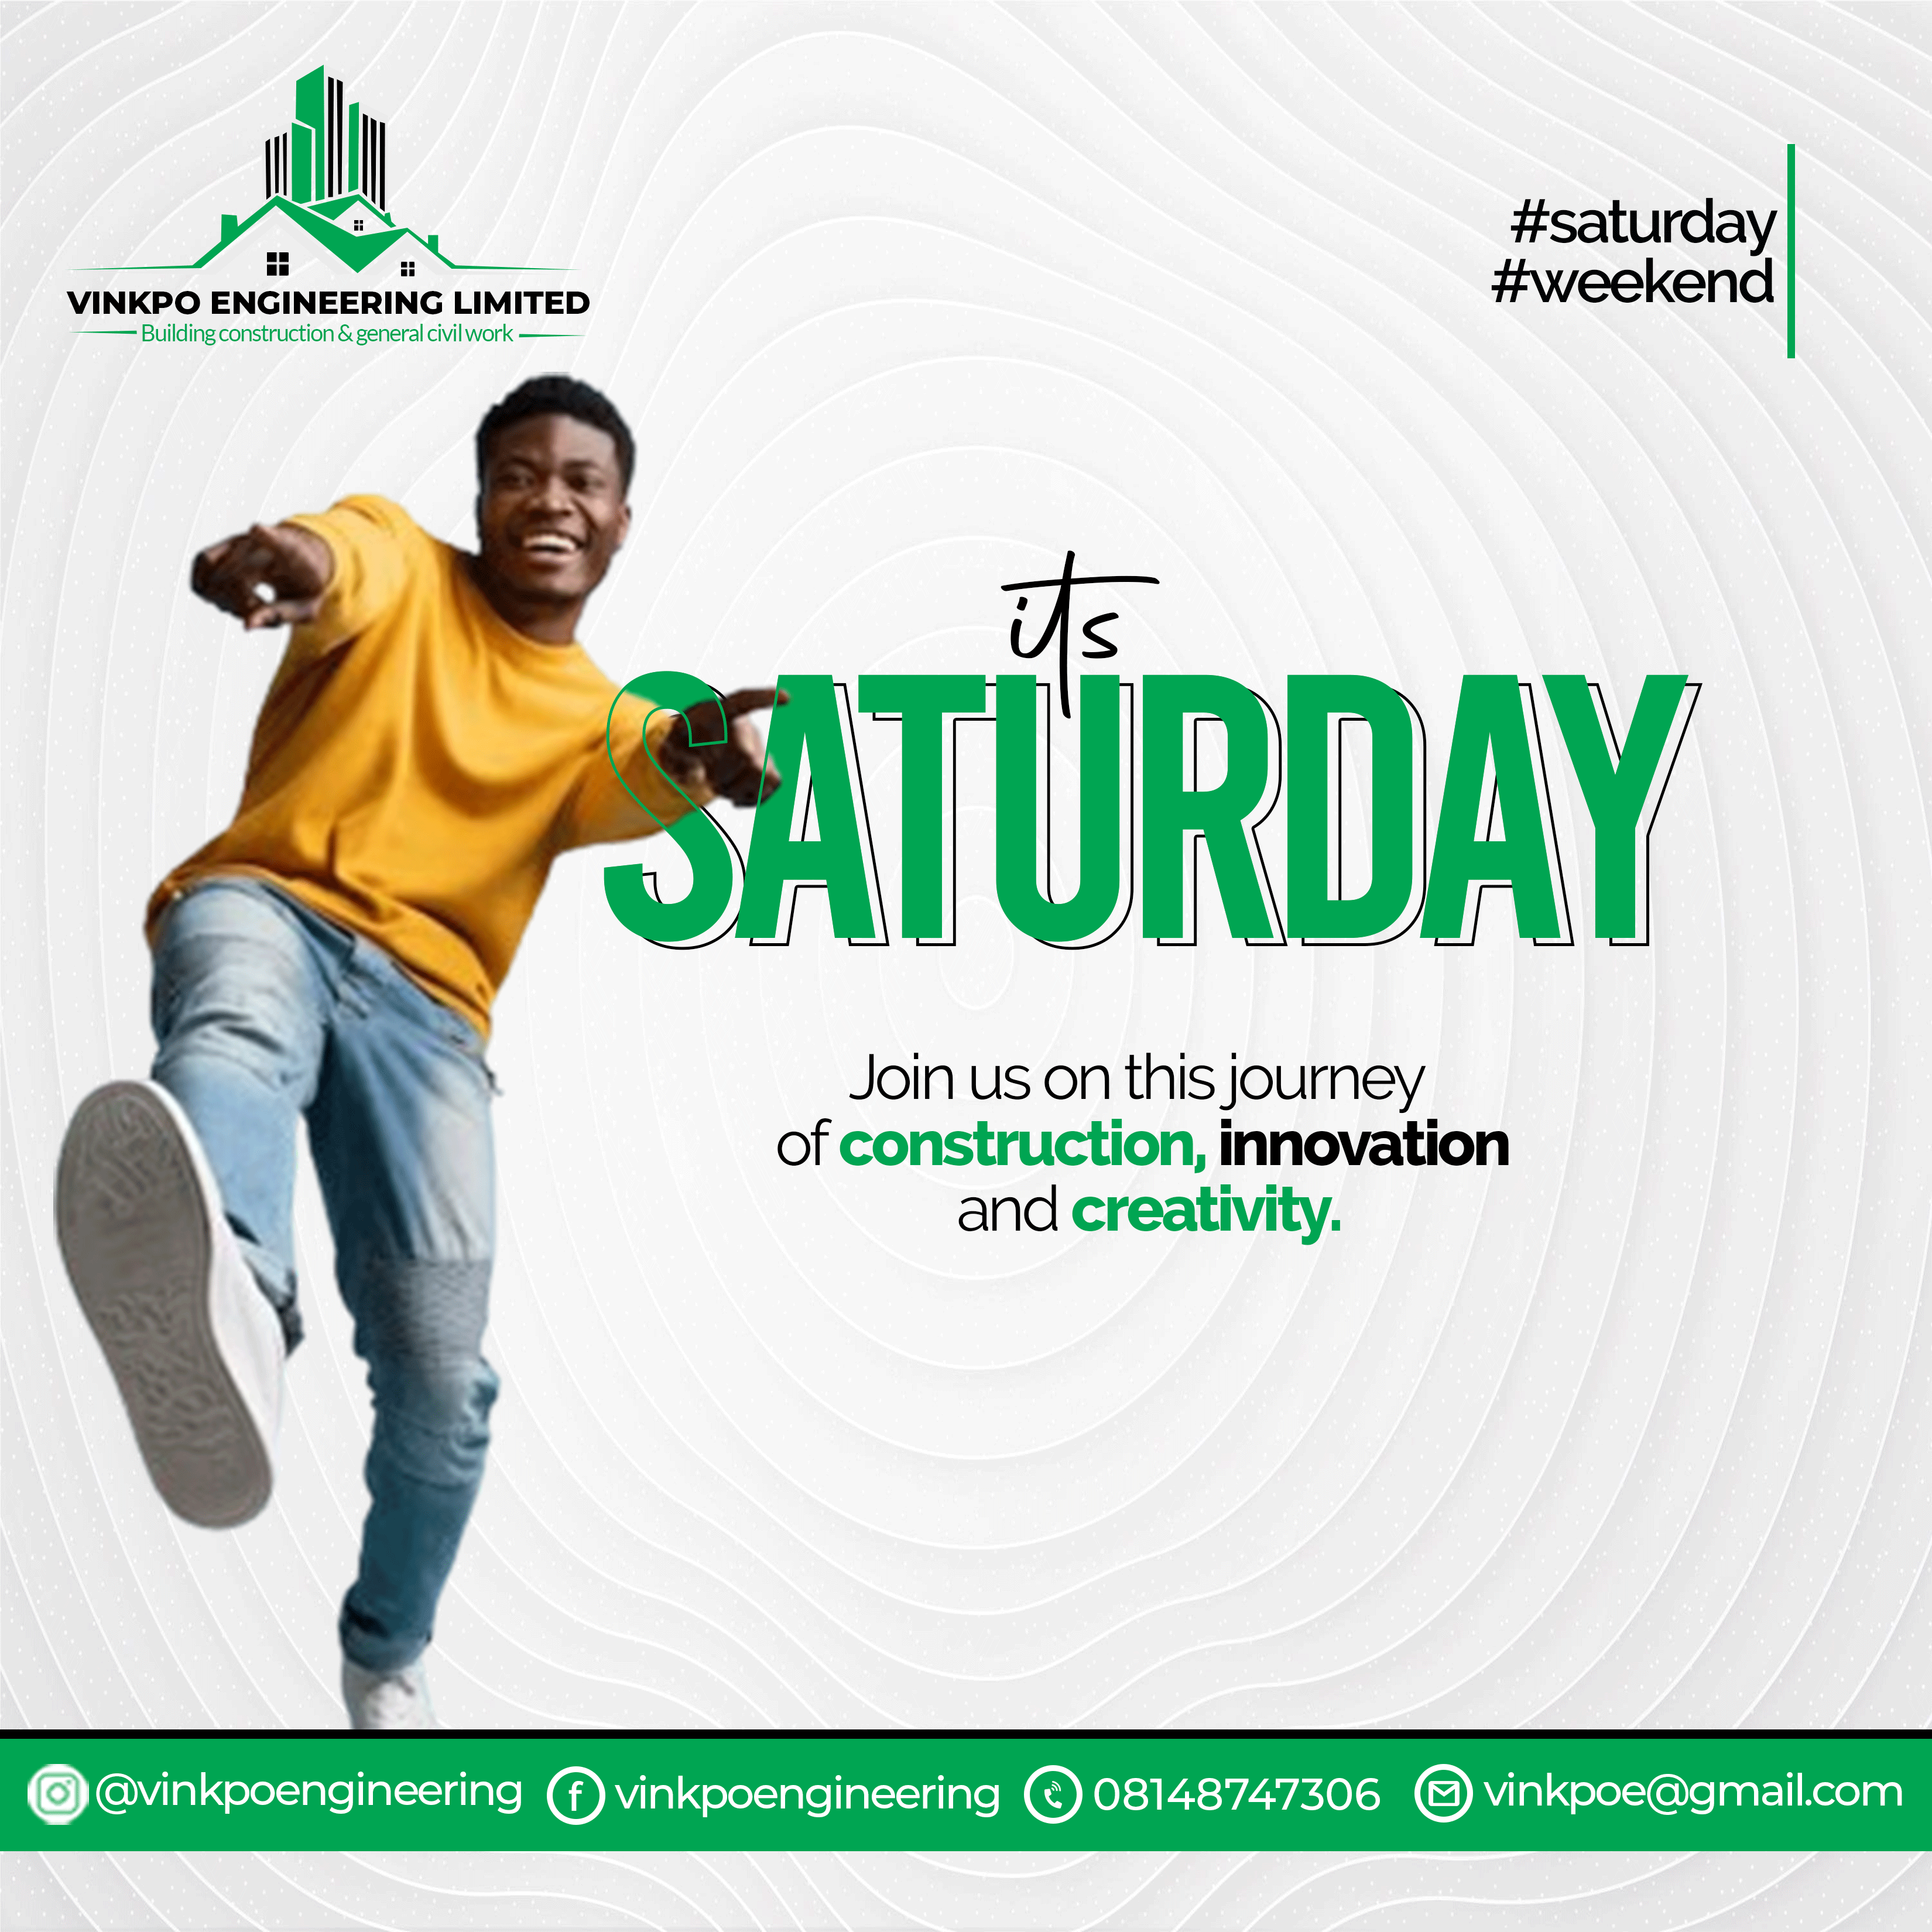 VINKPO ENGINEERING LIMITED
Building construction & general civil work
#saturday
#weekend
its
SATURDAY
Join us on this journey
of construction, innovation
and creativity.
@vinkpoengineering vinkpoengineering 08148747306 vinkpoe@gmail.com